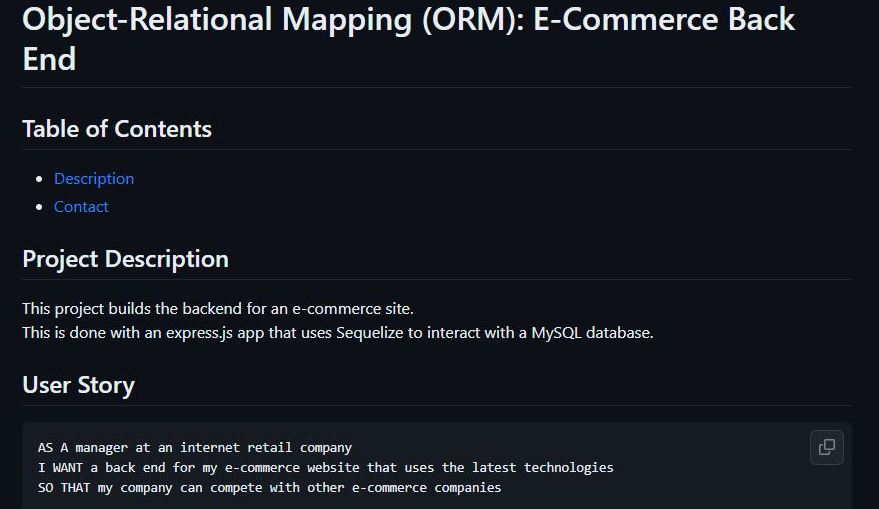 Object-Relational Mapping (ORM): E-Commerce Back
End
Table of Contents
Description
Contact
Project Description
This project builds the backend for an e-commerce site.
This is done with an express.js app that uses Sequelize to interact with a MySQL database.
User Story
AS A manager at an internet retail company
I WANT a back end for my e-commerce website that uses the latest technologies
SO THAT my company can compete with other e-commerce companies